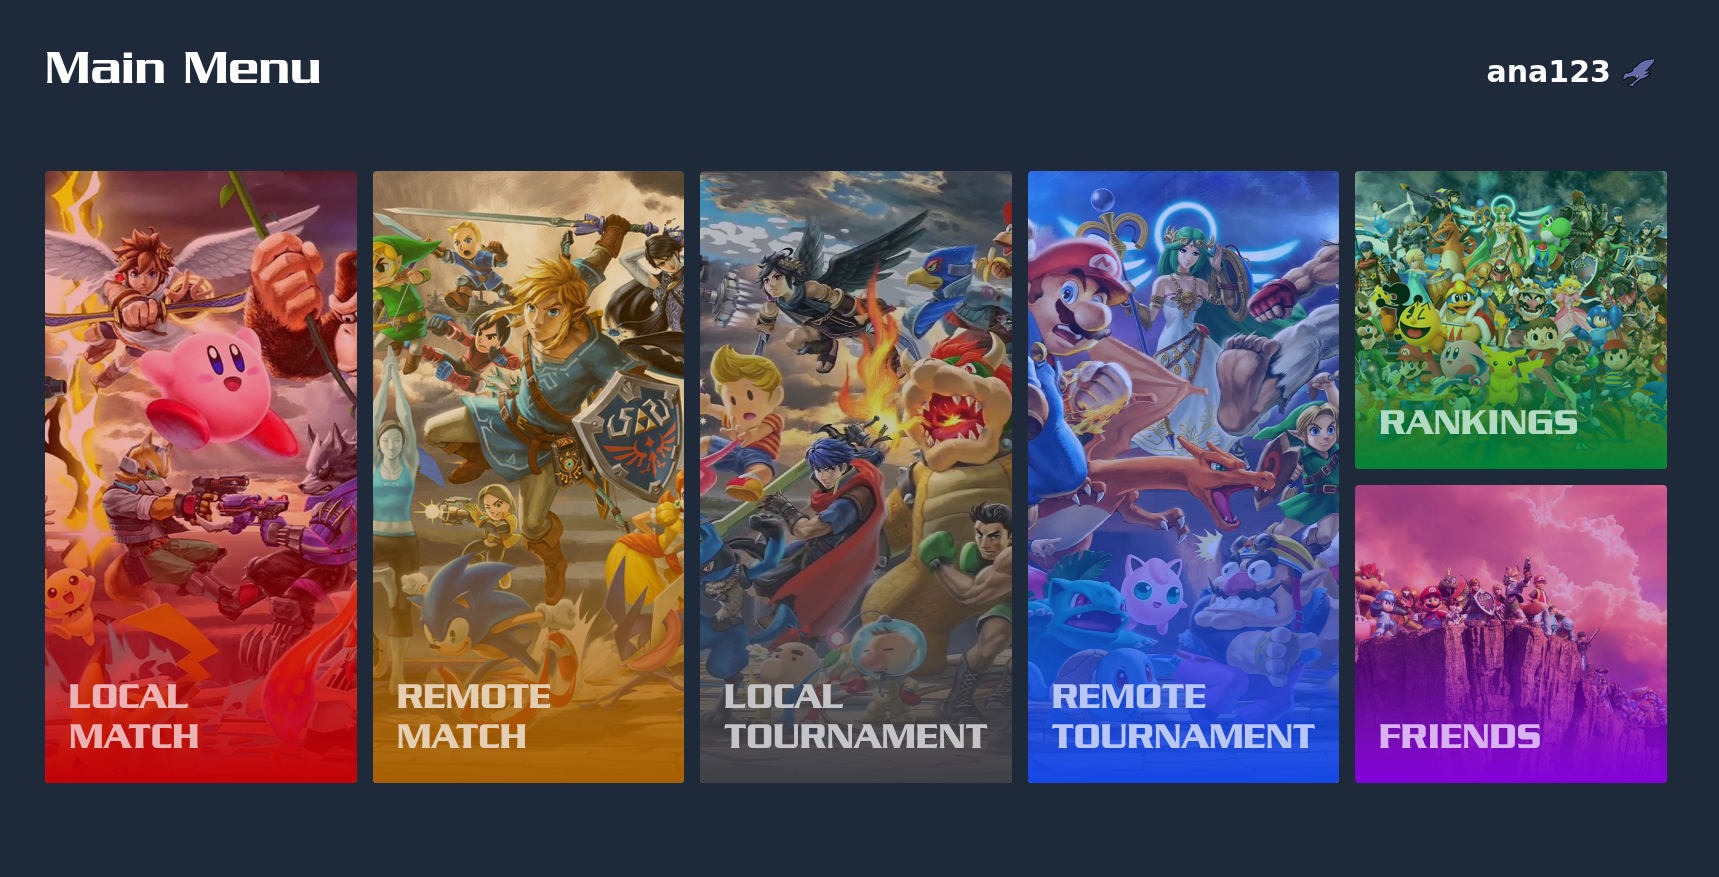 Main Menu
ana123
LOCAL
MATCH
REMOTE
MATCH
LOCAL
TOURNAMENT
REMOTE
TOURNAMENT
RANKINGS
FRIENDS